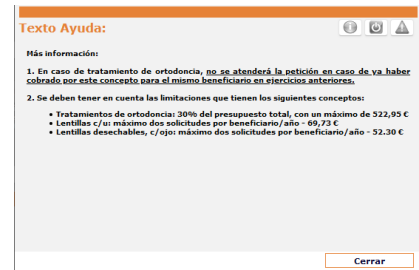 Texto Ayuda:
Más información:
1. En caso de tratamiento de ortodoncia, no se atenderá la petición en caso de ya haber
cobrado por este concepto para el mismo beneficiario en ejercicios anteriores.
2. Se deben tener en cuenta las limitaciones que tienen los siguientes conceptos:
• Tratamientos de ortodoncia: 30% del presupuesto total, con un máximo de 522,95 €
• Lentillas c/u: máximo dos solicitudes por beneficiario/año - 69,73 €
• Lentillas desechables, c/ojo: máximo dos solicitudes por beneficiario/año - 52.30 €
Cerrar